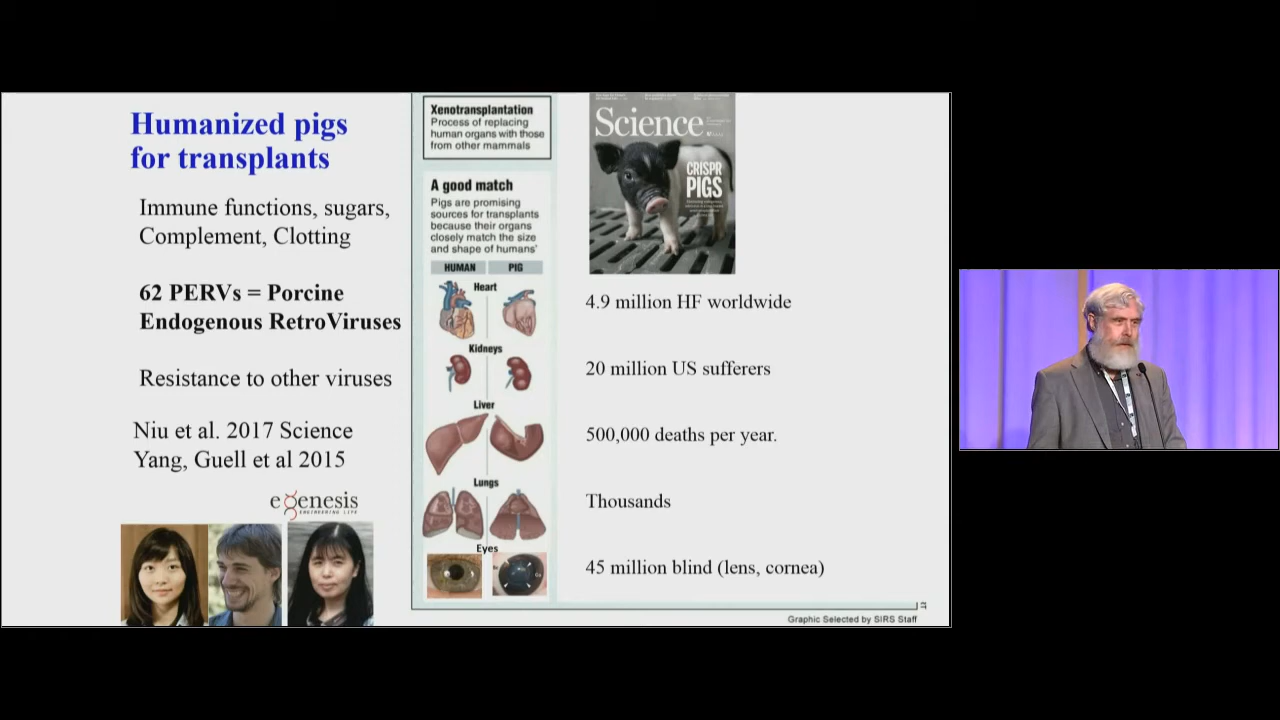 Humanized pigs
for transplants
Immune functions, sugars,
Complement, Clotting
62 PERVs = Porcine
Endogenous RetroViruses
Resistance to other viruses
Niu et al. 2017 Science
Yang, Guell et al 2015
egenesis
ENGINEERING LIFE
Xenotransplantation
Process of replacing
human organs with those
from other mammals
A good match
Pigs are promising
sources for transplants
because their organs
closely match the size
and shape of humans'
HUMAN PIG
Heart
Kidneys
Liver
Lungs
Eyes
Science
CRISPR
PIGS
4.9 million HF worldwide
20 million US sufferers
500,000 deaths per year.
Thousands
45 million blind (lens, cornea)
Graphic Selected by SIRS Staff